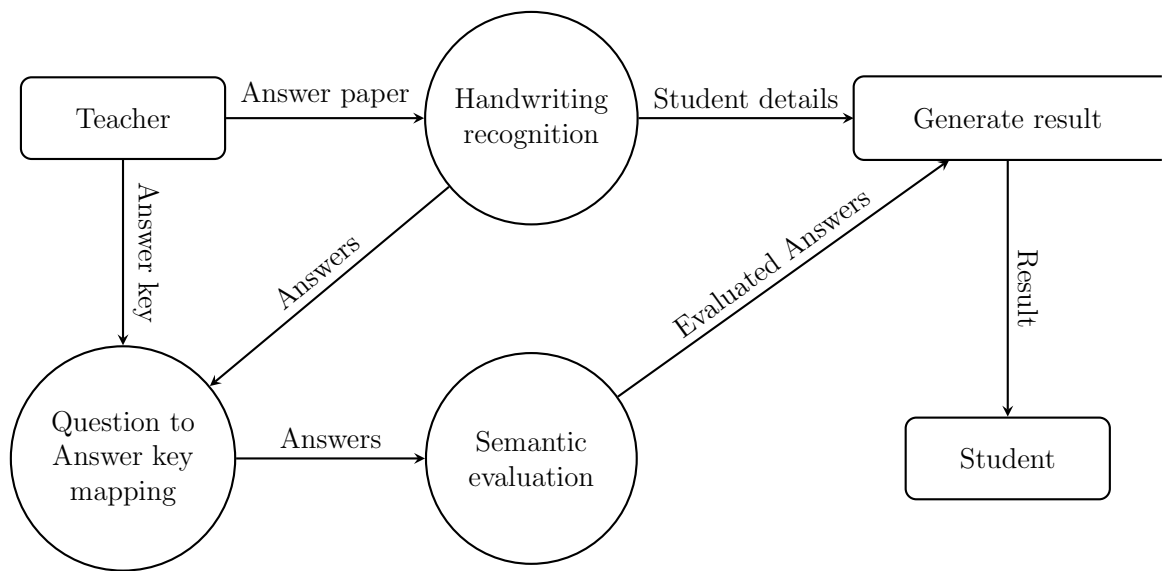 Teacher
Answer paper
Handwriting
recognition
Student details
Generate result
Answer key
Answers
Evaluated Answers
Result
Question to
Answer key
mapping
Answers
Semantic
evaluation
Student